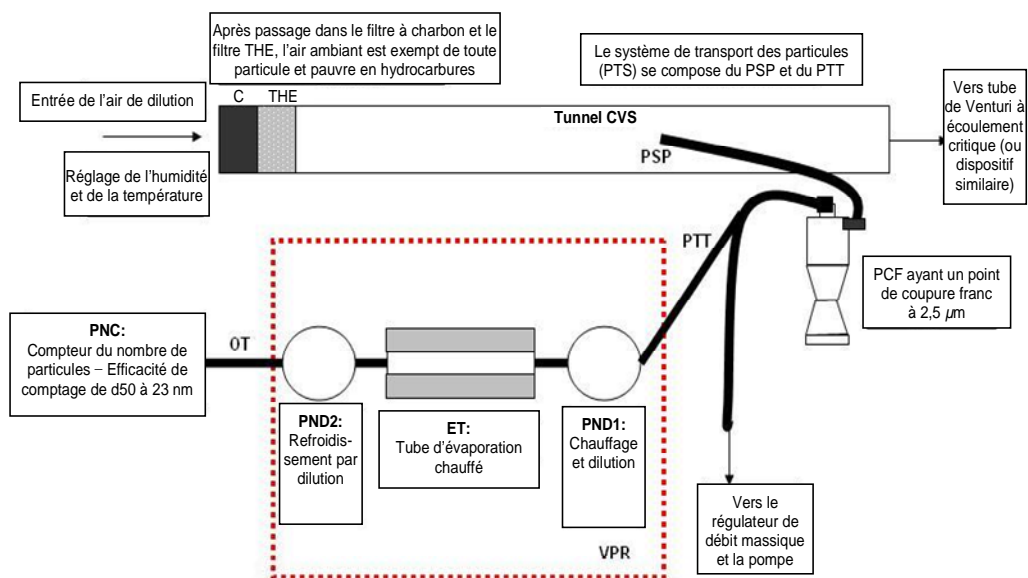 Après passage dans le filtre à charbon et le
filtre THE, l'air ambiant est exempt de toute
particule et pauvre en hydrocarbures
Le système de transport des particules
(PTS) se compose du PSP et du PTT
Entrée de l'air de dilution
C
THE
Tunnel CVS
PSP
Vers tube
de Venturi à
écoulement
critique (ou
dispositif
similaire)
Réglage de l'humidité
et de la température
PTT
PCF ayant un point
de coupure franc
à 2,5 µm
PNC:
Compteur du nombre de
particules – Efficacité de
comptage de d50 à 23 nm
OT
PND2:
Refroidis-
sement par
dilution
ET:
Tube d'évaporation
chauffé
PND1:
Chauffage
et dilution
VPR
Vers le
régulateur de
débit massique
et la pompe